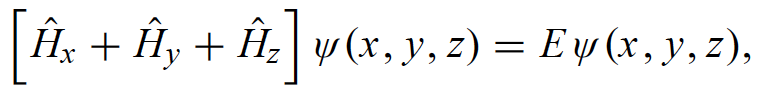 [Ĥ_x + Ĥ_y + Ĥ_z] ψ(x, y, z) = E ψ(x, y, z),